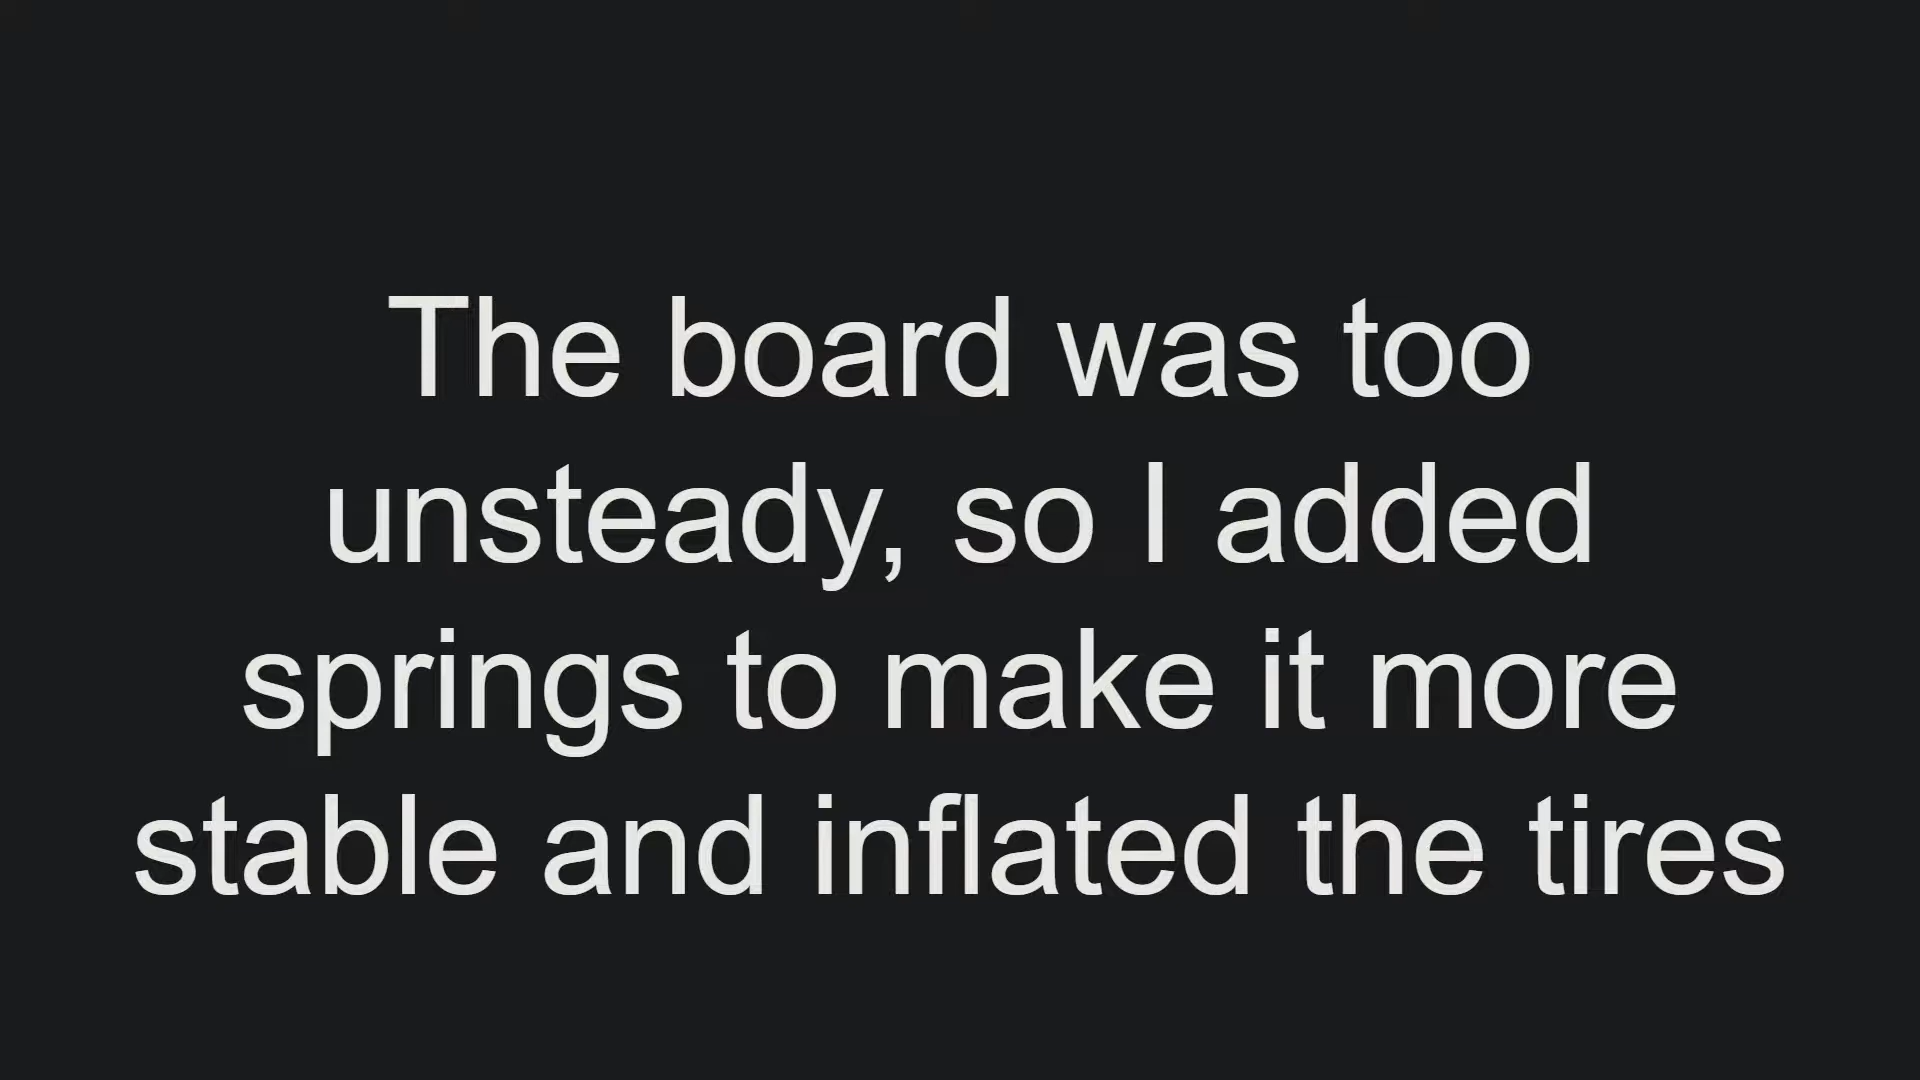 The board was too
unsteady, so I added
springs to make it more
stable and inflated the tires